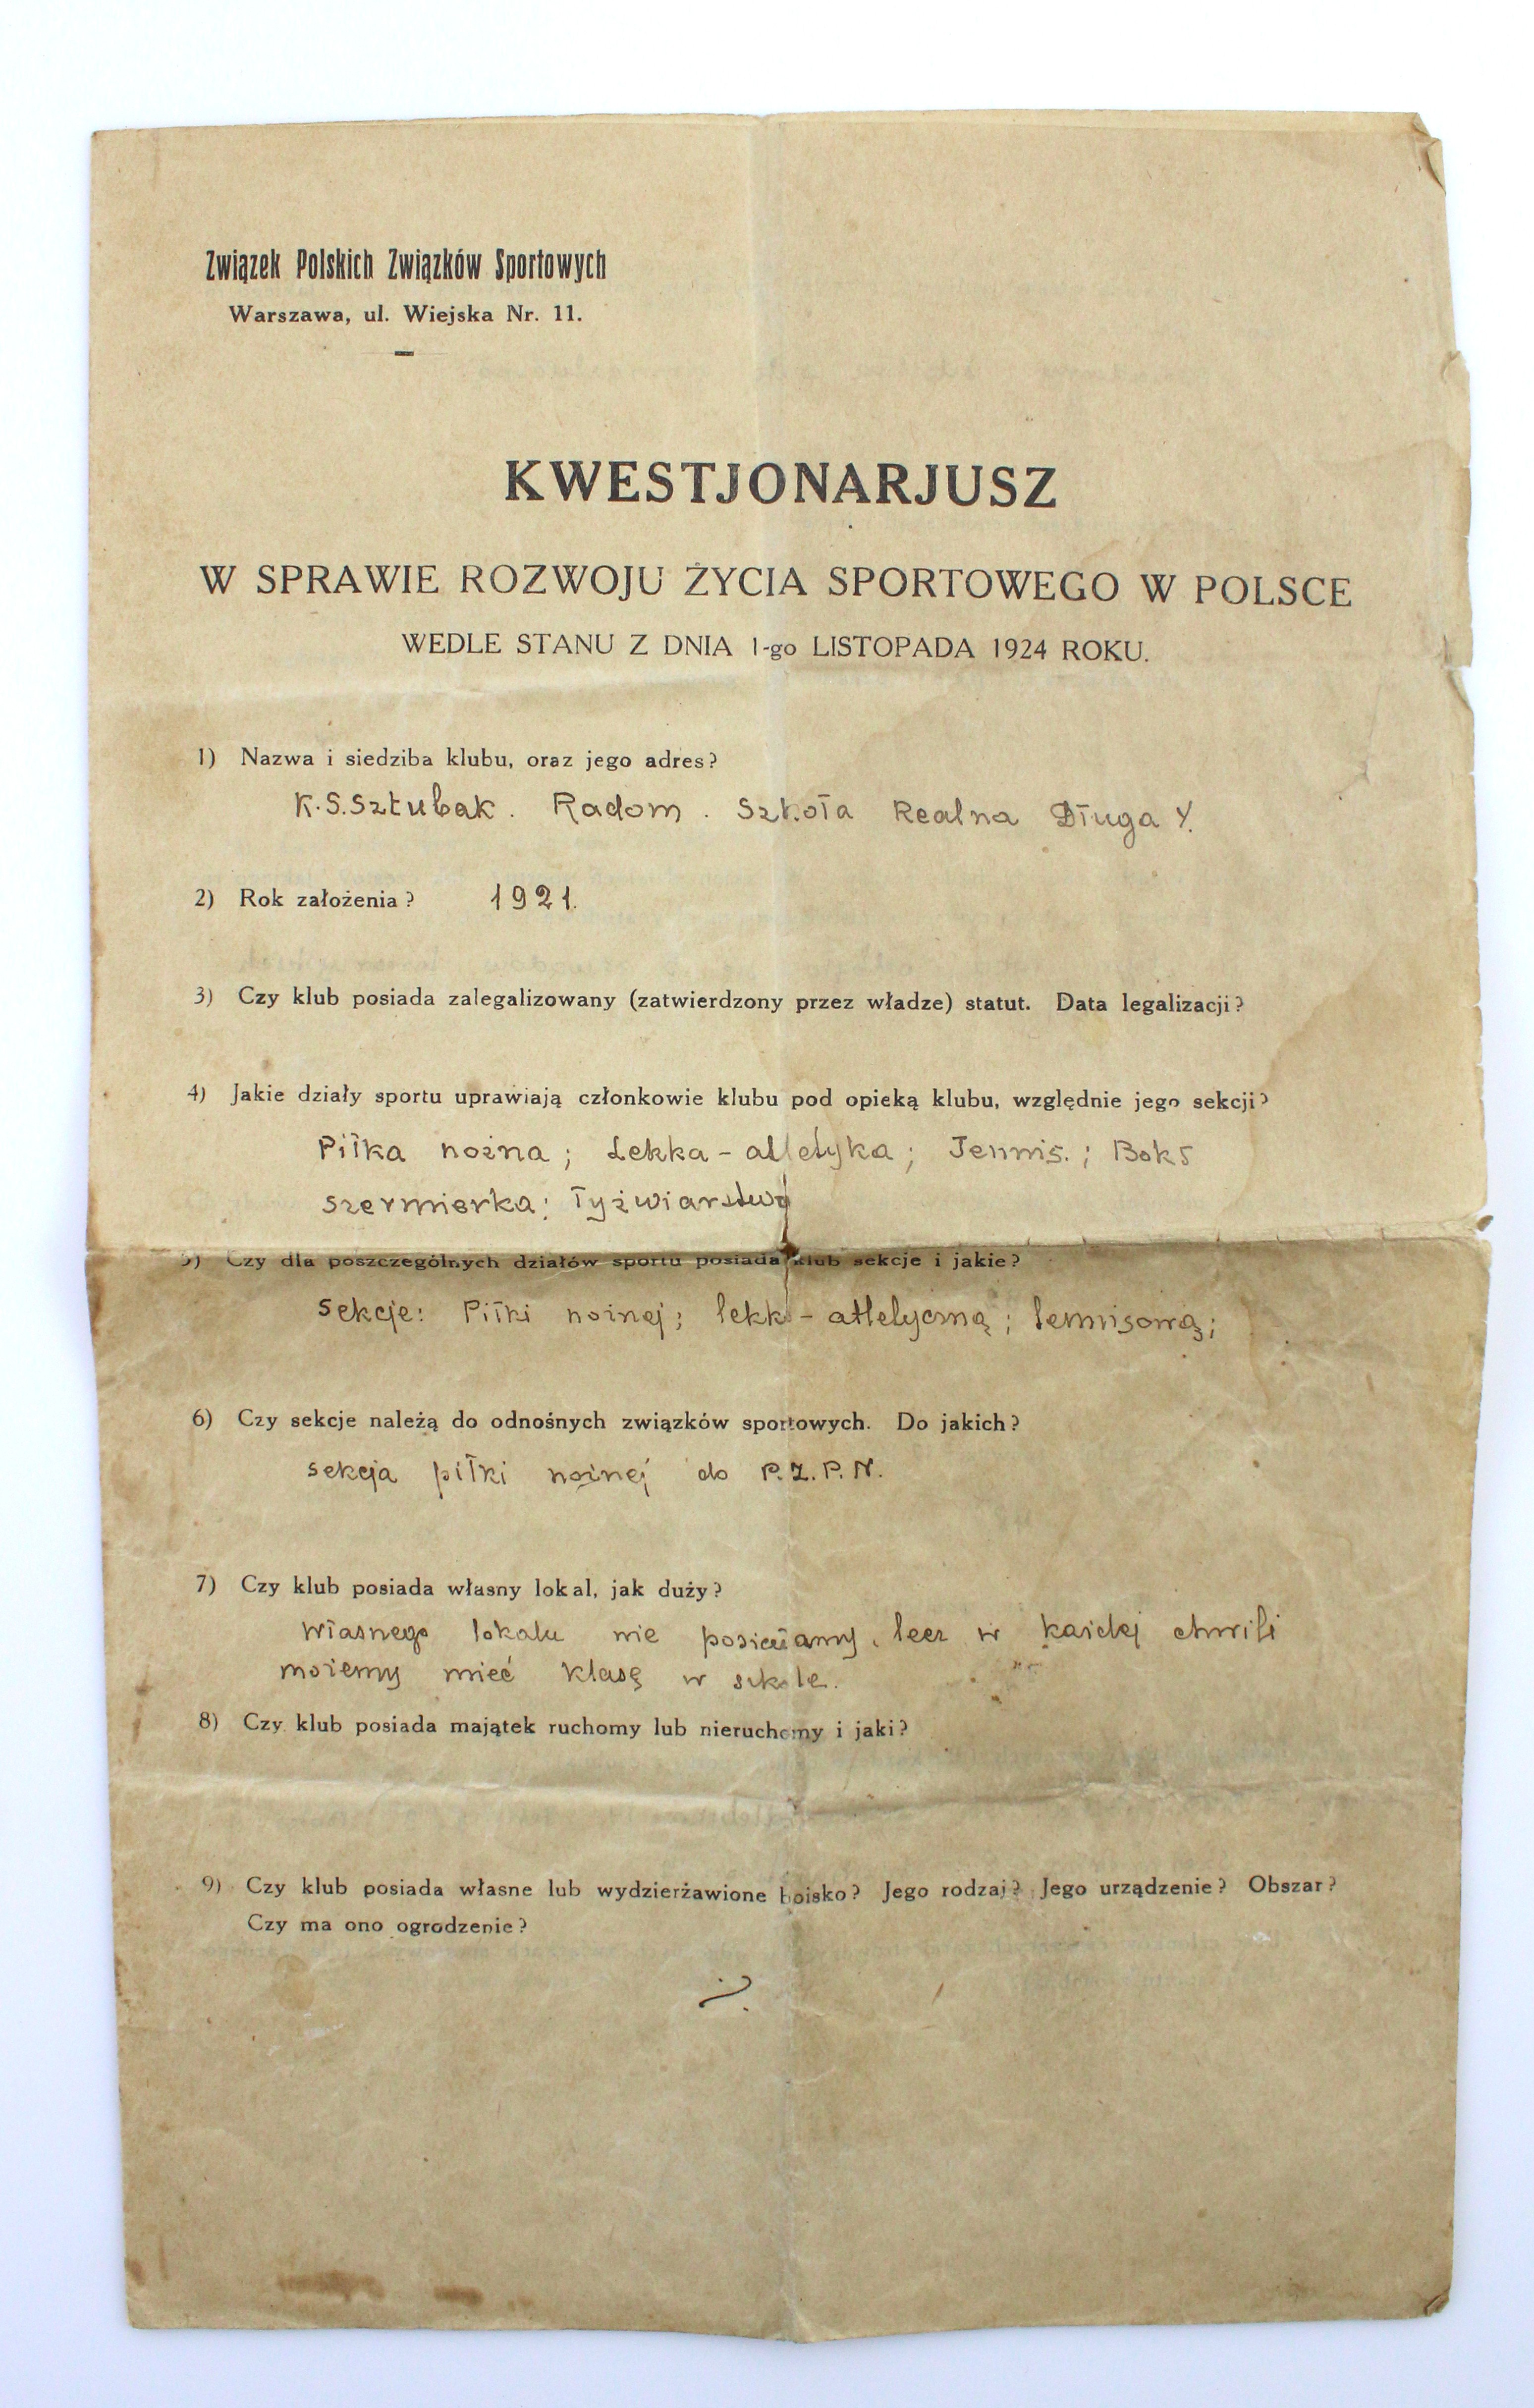 Związek Polskich Związków Sportowych
Warszawa, ul. Wiejska Nr. 11.
KWESTJONARJUSZ
W SPRAWIE ROZWOJU ŻYCIA SPORTOWEGO W POLSCE
WEDLE STANU Z DNIA 1-go LISTOPADA 1924 ROKU.
1) Nazwa i siedziba klubu, oraz jego adres?
K.S.Sztubak. Radom. Szkoła Realna Długa
2) Rok założenia? 1921.
3) Czy klub posiada zalegalizowany (zatwierdzony przez władze) statut. Data legalizacji?
4) Jakie działy sportu uprawiają członkowie klubu pod opieką klubu, względnie jego sekcji?
Piłka nożna; Lekka-atletyka; Tennis.; Boks
szermierka; Łyżwiarstwo
5) Czy dla poszczególnych działów sportu posiada klub sekcje i jakie?
Sekcje: Piłki nożnej; lekko-atletyczną; tennisową;
6) Czy sekcje należą do odnośnych związków sportowych. Do jakich?
sekcja piłki nożnej do P.Z.P.N.
7) Czy klub posiada własny lokal, jak duży?
Własnego lokalu nie posiadamy, lecz w każdej chwili
możemy mieć klasę w szkole.
8) Czy klub posiada majątek ruchomy lub nieruchomy i jaki?
9) Czy klub posiada własne lub wydzierżawione boisko? Jego rodzaj? Jego urządzenie? Obszar?
Czy ma ono ogrodzenie?